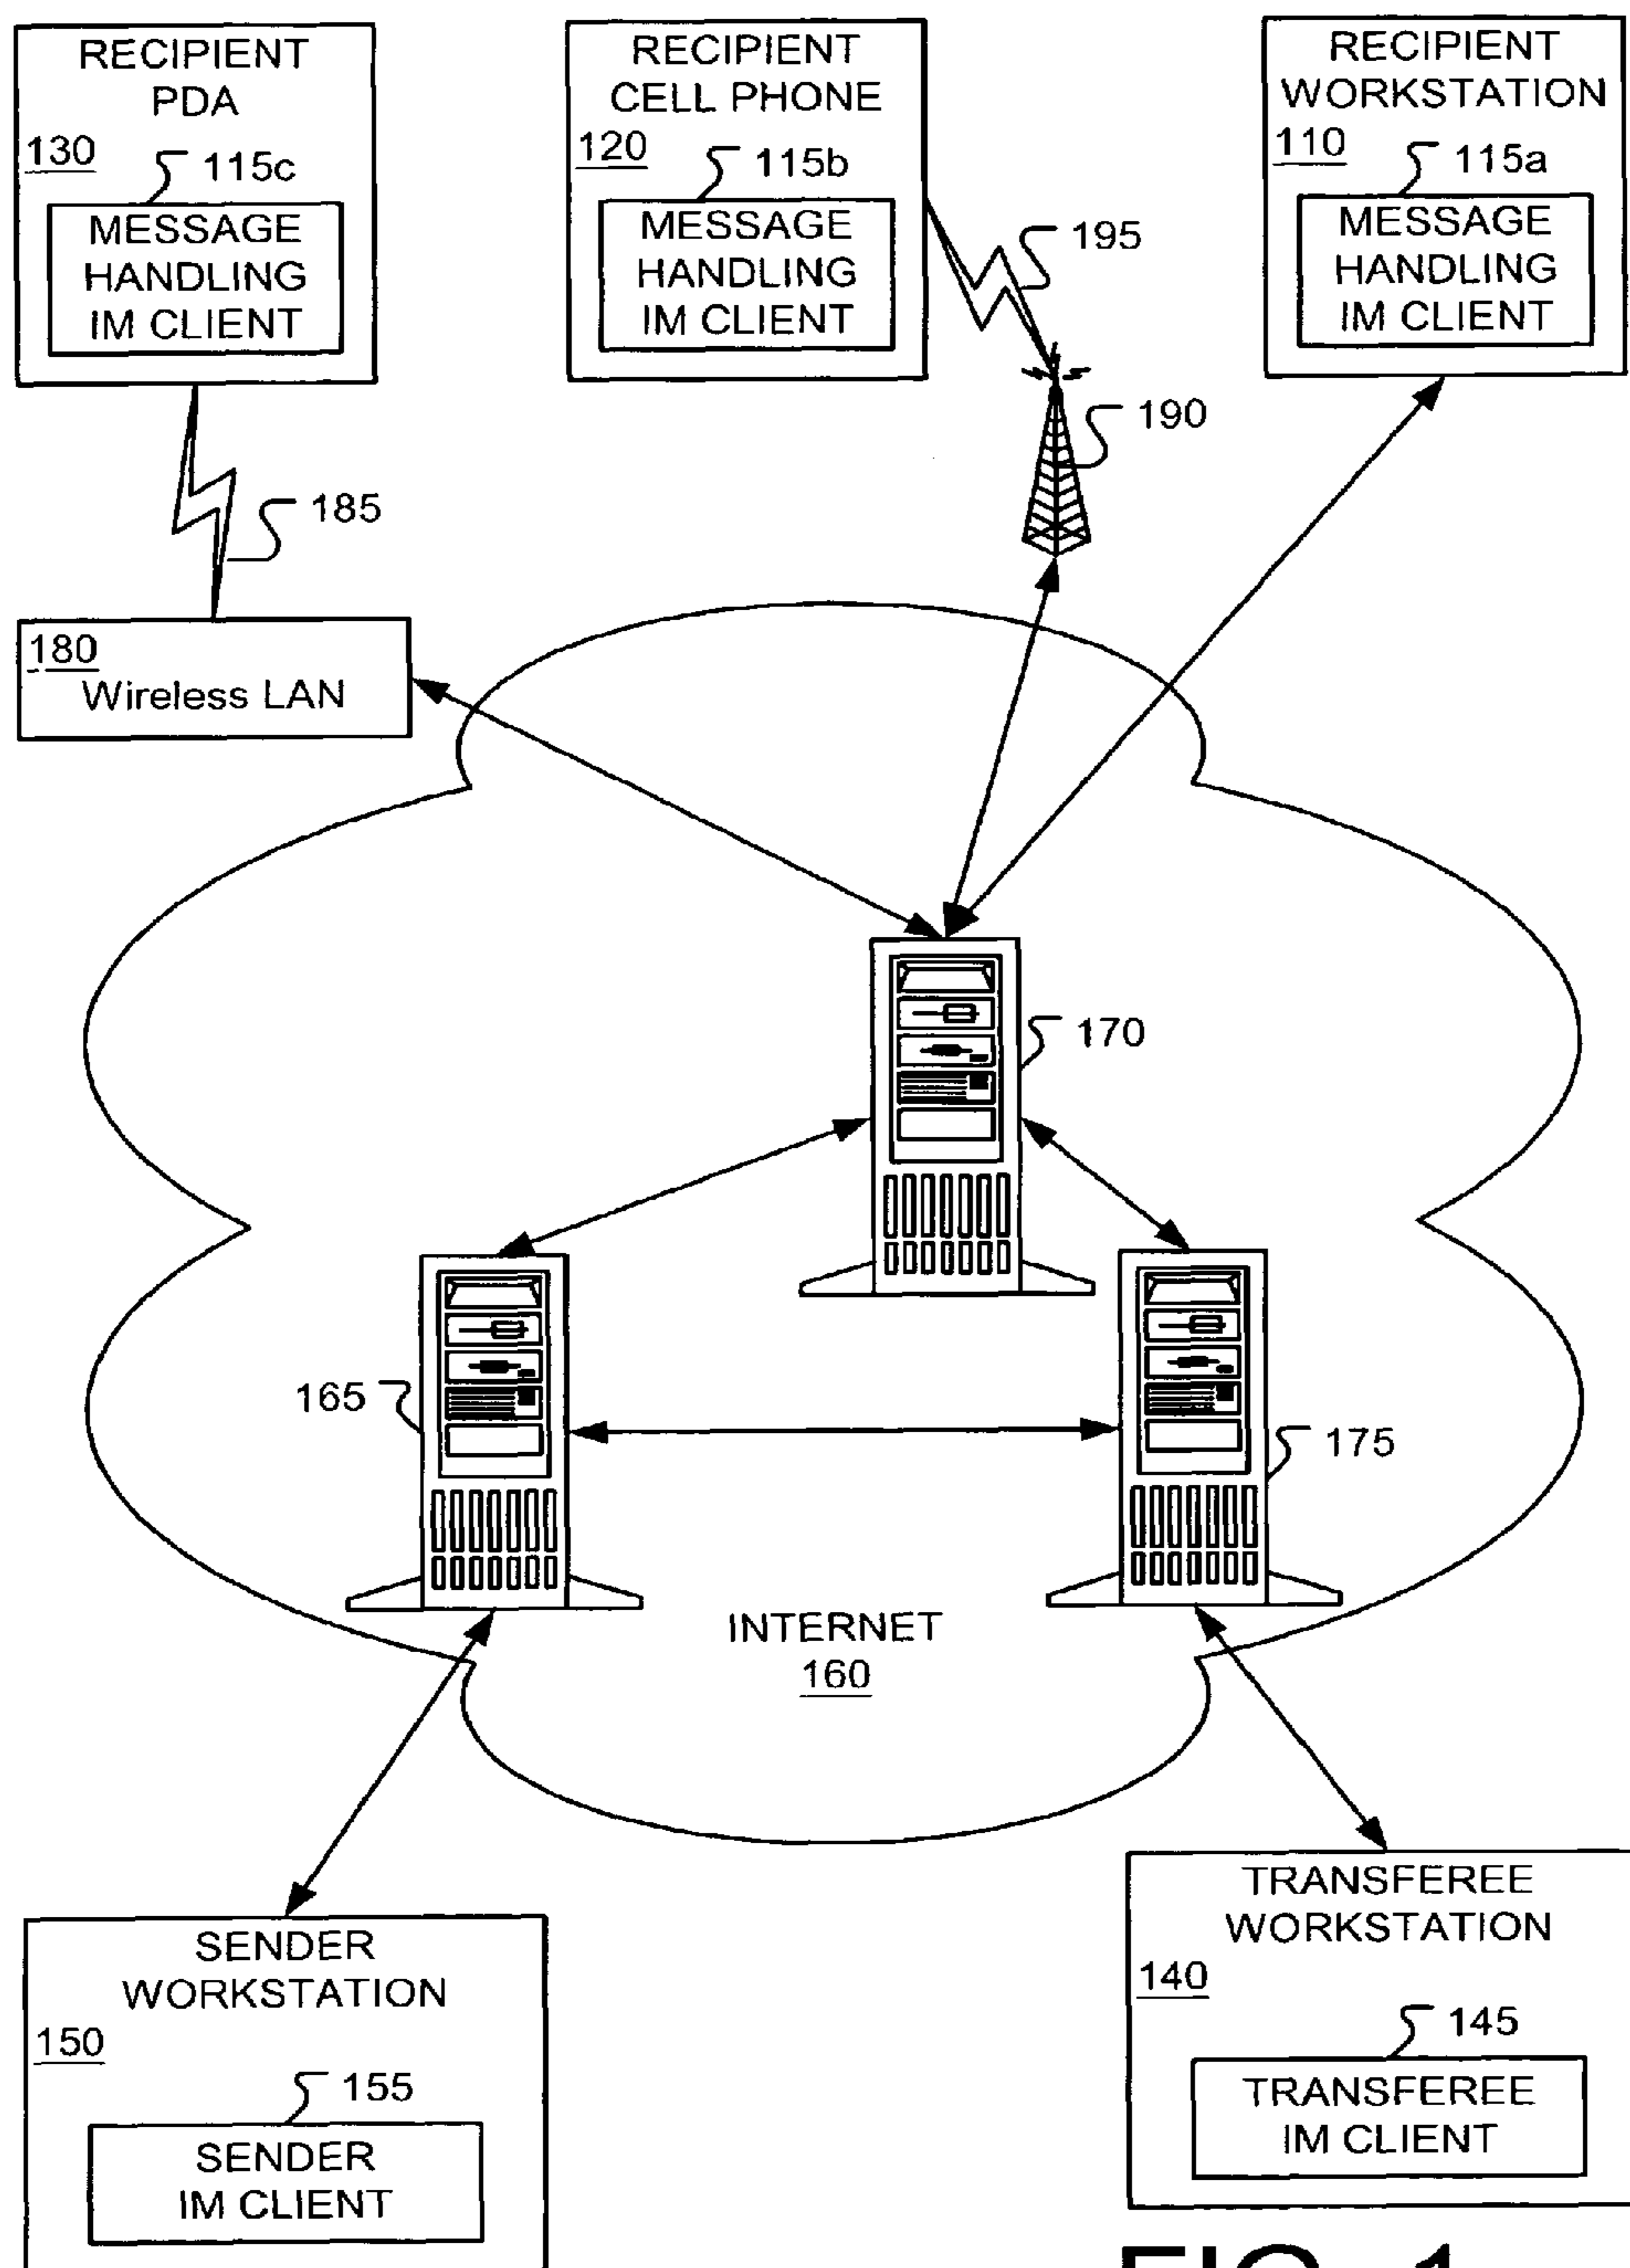 RECIPIENT
PDA
130
115c
MESSAGE
HANDLING
IM CLIENT
RECIPIENT
CELL PHONE
120
115b
MESSAGE
HANDLING
IM CLIENT
RECIPIENT
WORKSTATION
110
115a
MESSAGE
HANDLING
IM CLIENT
195
190
185
180
Wireless LAN
170
165
175
INTERNET
160
SENDER
WORKSTATION
150
155
SENDER
IM CLIENT
TRANSFEREE
WORKSTATION
140
145
TRANSFEREE
IM CLIENT
FIG. 1